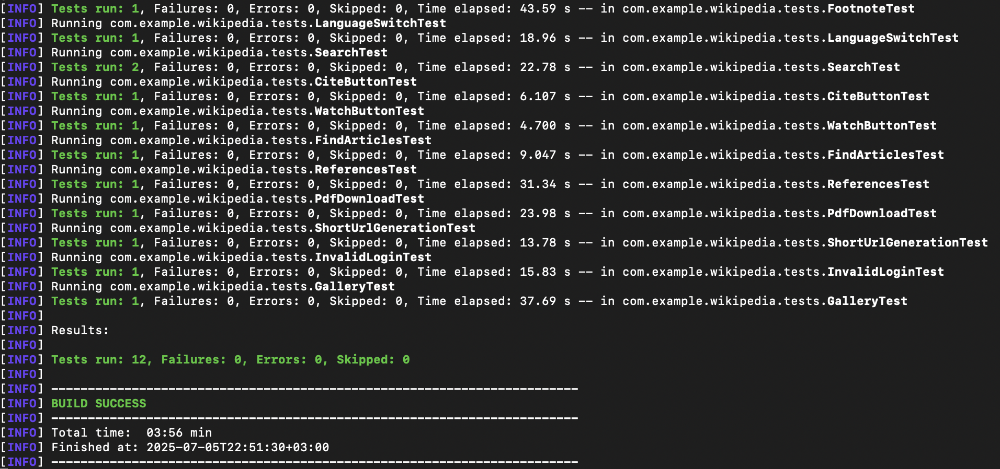 [INFO] Tests run: 1, Failures: 0, Errors: 0, Skipped: 0, Time elapsed: 43.59 s -- in com.example.wikipedia.tests.FootnoteTest
[INFO] Running com.example.wikipedia.tests.LanguageSwitchTest
[INFO] Tests run: 1, Failures: 0, Errors: 0, Skipped: 0, Time elapsed: 18.96 s -- in com.example.wikipedia.tests.LanguageSwitchTest
[INFO] Running com.example.wikipedia.tests.SearchTest
[INFO] Tests run: 2, Failures: 0, Errors: 0, Skipped: 0, Time elapsed: 22.78 s -- in com.example.wikipedia.tests.SearchTest
[INFO] Running com.example.wikipedia.tests.CiteButtonTest
[INFO] Tests run: 1, Failures: 0, Errors: 0, Skipped: 0, Time elapsed: 6.107 s -- in com.example.wikipedia.tests.CiteButtonTest
[INFO] Running com.example.wikipedia.tests.WatchButtonTest
[INFO] Tests run: 1, Failures: 0, Errors: 0, Skipped: 0, Time elapsed: 4.700 s -- in com.example.wikipedia.tests.WatchButtonTest
[INFO] Running com.example.wikipedia.tests.FindArticlesTest
[INFO] Tests run: 1, Failures: 0, Errors: 0, Skipped: 0, Time elapsed: 9.047 s -- in com.example.wikipedia.tests.FindArticlesTest
[INFO] Running com.example.wikipedia.tests.ReferencesTest
[INFO] Tests run: 1, Failures: 0, Errors: 0, Skipped: 0, Time elapsed: 31.34 s -- in com.example.wikipedia.tests.ReferencesTest
[INFO] Running com.example.wikipedia.tests.PdfDownloadTest
[INFO] Tests run: 1, Failures: 0, Errors: 0, Skipped: 0, Time elapsed: 23.98 s -- in com.example.wikipedia.tests.PdfDownloadTest
[INFO] Running com.example.wikipedia.tests.ShortUrlGenerationTest
[INFO] Tests run: 1, Failures: 0, Errors: 0, Skipped: 0, Time elapsed: 13.78 s -- in com.example.wikipedia.tests.ShortUrlGenerationTest
[INFO] Running com.example.wikipedia.tests.InvalidLoginTest
[INFO] Tests run: 1, Failures: 0, Errors: 0, Skipped: 0, Time elapsed: 15.83 s -- in com.example.wikipedia.tests.InvalidLoginTest
[INFO] Running com.example.wikipedia.tests.GalleryTest
[INFO] Tests run: 1, Failures: 0, Errors: 0, Skipped: 0, Time elapsed: 37.69 s -- in com.example.wikipedia.tests.GalleryTest
[INFO]
[INFO] Results:
[INFO]
[INFO] Tests run: 12, Failures: 0, Errors: 0, Skipped: 0
[INFO]
[INFO] ------------------------------------------------------------------------
[INFO] BUILD SUCCESS
[INFO] ------------------------------------------------------------------------
[INFO] Total time:  03:56 min
[INFO] Finished at: 2025-07-05T22:51:30+03:00
[INFO] ------------------------------------------------------------------------